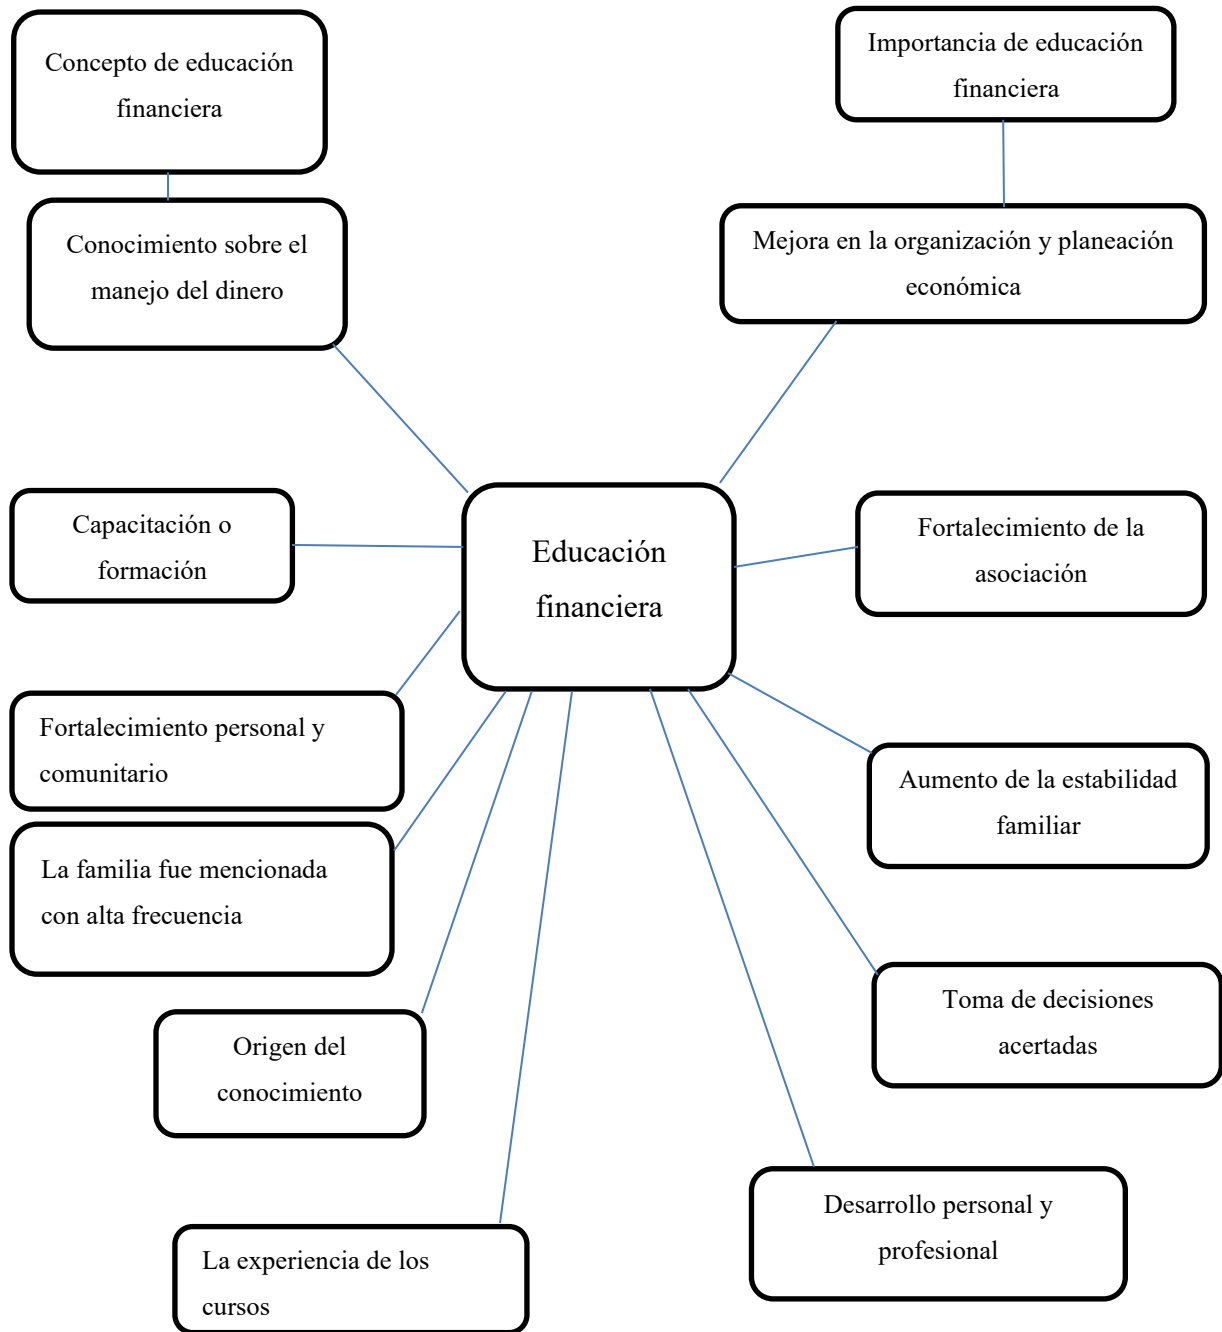 Concepto de educación
financiera
Importancia de educación
financiera
Conocimiento sobre el
manejo del dinero
Mejora en la organización y planeación
económica
Capacitación o
formación
Educación
financiera
Fortalecimiento de la
asociación
Fortalecimiento personal y
comunitario
Aumento de la estabilidad
familiar
La familia fue mencionada
con alta frecuencia
Toma de decisiones
acertadas
Origen del
conocimiento
Desarrollo personal y
profesional
La experiencia de los
cursos